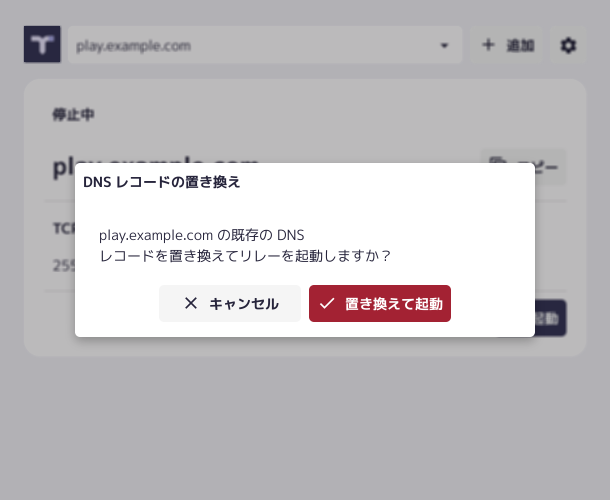 play.example.com
追加
停止中
DNS レコードの置き換え
play.example.com の既存の DNS
レコードを置き換えてリレーを起動しますか？
キャンセル
置き換えて起動